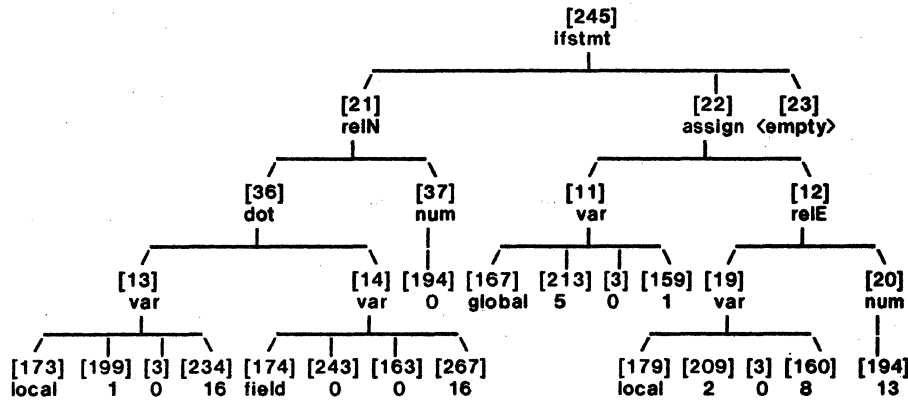 [245]
ifstmt
[21] [22] [23]
relN assign <empty>
[36] [37] [11] [12]
dot num var relE
[13] [14] [194] [167] [213] [3] [159] [19] [20]
var var 0 global 5 0 1 var num
[173] [199] [3] [234] [174] [243] [163] [267] [179] [209] [3] [160] [194]
local 1 0 16 field 0 0 16 local 2 0 8 13